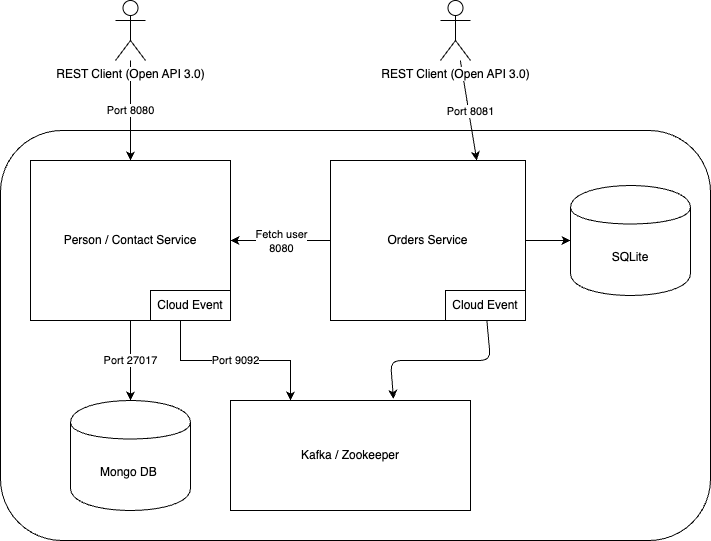 REST Client (Open API 3.0)
REST Client (Open API 3.0)
Port 8080
Port 8081
Person / Contact Service
Fetch user
8080
Orders Service
SQLite
Cloud Event
Cloud Event
Port 27017
Port 9092
Mongo DB
Kafka / Zookeeper